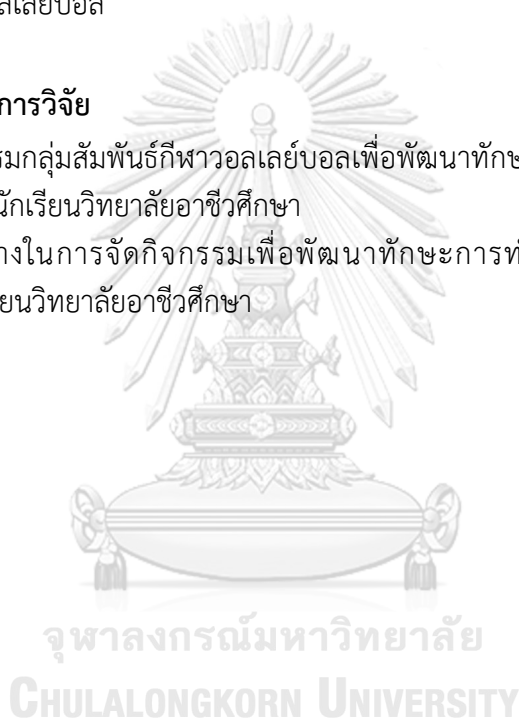 ลเลย์บอล
การวิจัย
รมกลุ่มสัมพันธ์กีฬาวอลเลย์บอลเพื่อพัฒนาทักษ
นักเรียนวิทยาลัยอาชีวศึกษา
างในการจัดกิจกรรมเพื่อพัฒนาทักษะการทำ
ยนวิทยาลัยอาชีวศึกษา
จุฬาลงกรณ์มหาวิทยาลัย
CHULALONGKORN UNIVERSITY